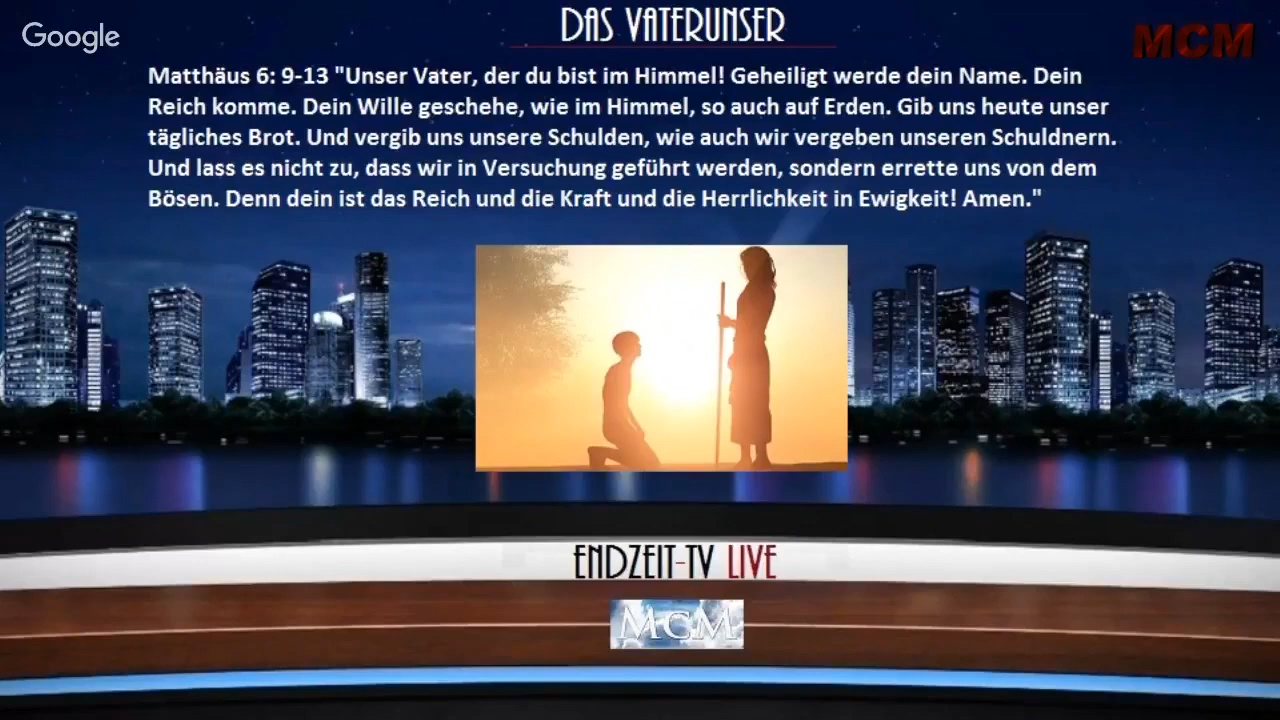 Google
DAS VATERUNSER
MCM
Matthäus 6: 9-13 "Unser Vater, der du bist im Himmel! Geheiligt werde dein Name. Dein
Reich komme. Dein Wille geschehe, wie im Himmel, so auch auf Erden. Gib uns heute unser
tägliches Brot. Und vergib uns unsere Schulden, wie auch wir vergeben unseren Schuldnern.
Und lass es nicht zu, dass wir in Versuchung geführt werden, sondern errette uns von dem
Bösen. Denn dein ist das Reich und die Kraft und die Herrlichkeit in Ewigkeit! Amen."
ENDZEIT-TV LIVE
MCM